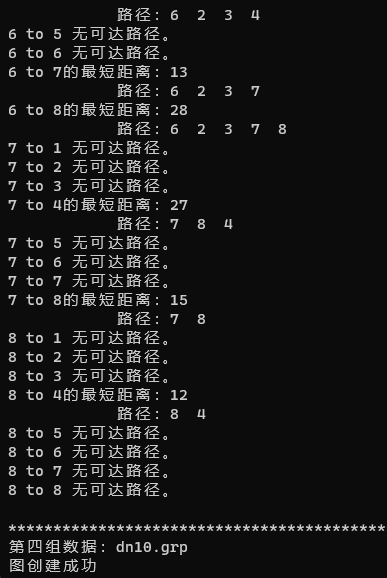 路径: 6 2 3 4
6 to 5 无可达路径。
6 to 6 无可达路径。
6 to 7的最短距离: 13
路径: 6 2 3 7
6 to 8的最短距离: 28
路径: 6 2 3 7 8
7 to 1 无可达路径。
7 to 2 无可达路径。
7 to 3 无可达路径。
7 to 4的最短距离: 27
路径: 7 8 4
7 to 5 无可达路径。
7 to 6 无可达路径。
7 to 7 无可达路径。
7 to 8的最短距离: 15
路径: 7 8
8 to 1 无可达路径。
8 to 2 无可达路径。
8 to 3 无可达路径。
8 to 4的最短距离: 12
路径: 8 4
8 to 5 无可达路径。
8 to 6 无可达路径。
8 to 7 无可达路径。
8 to 8 无可达路径。
******************************************
第四组数据: dn10.grp
图创建成功